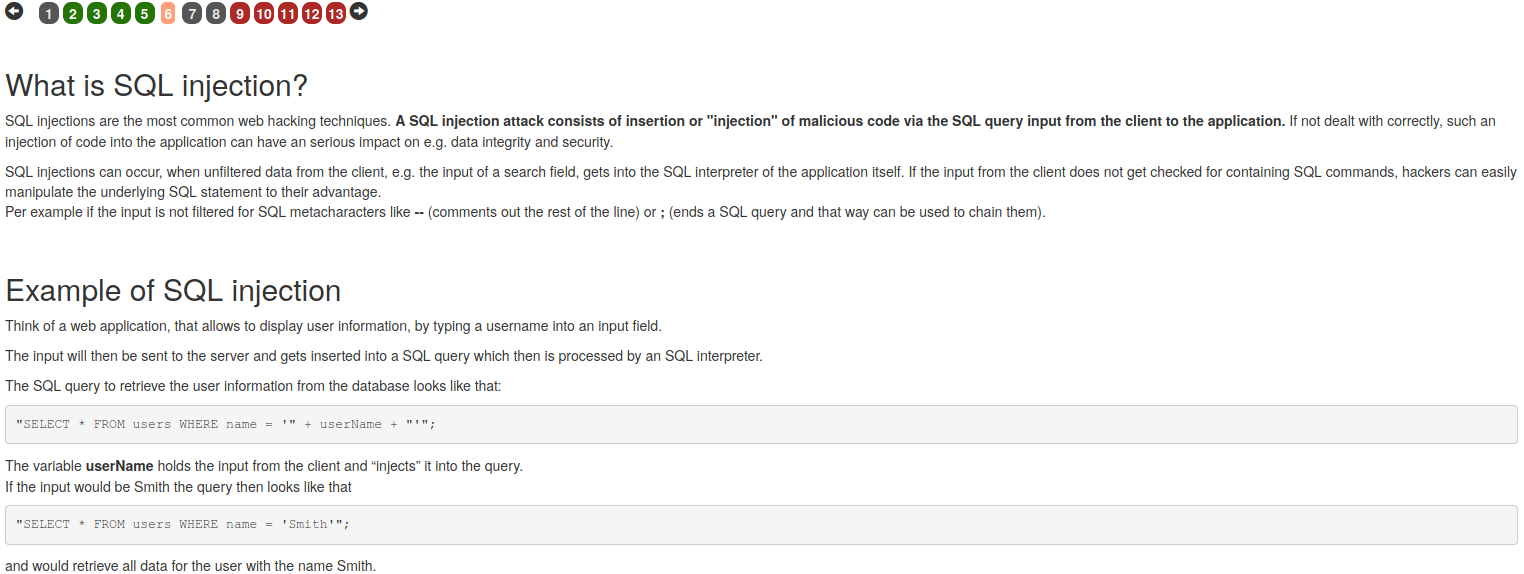 1 2 3 4 5 6 7 8 9 10 11 12 13
What is SQL injection?
SQL injections are the most common web hacking techniques. A SQL injection attack consists of insertion or "injection" of malicious code via the SQL query input from the client to the application. If not dealt with correctly, such an
injection of code into the application can have an serious impact on e.g. data integrity and security.
SQL injections can occur, when unfiltered data from the client, e.g. the input of a search field, gets into the SQL interpreter of the application itself. If the input from the client does not get checked for containing SQL commands, hackers can easily
manipulate the underlying SQL statement to their advantage.
Per example if the input is not filtered for SQL metacharacters like -- (comments out the rest of the line) or ; (ends a SQL query and that way can be used to chain them).
Example of SQL injection
Think of a web application, that allows to display user information, by typing a username into an input field.
The input will then be sent to the server and gets inserted into a SQL query which then is processed by an SQL interpreter.
The SQL query to retrieve the user information from the database looks like that:
"SELECT * FROM users WHERE name = '" + userName + "'";
The variable userName holds the input from the client and “injects” it into the query.
If the input would be Smith the query then looks like that
"SELECT * FROM users WHERE name = 'Smith'";
and would retrieve all data for the user with the name Smith.